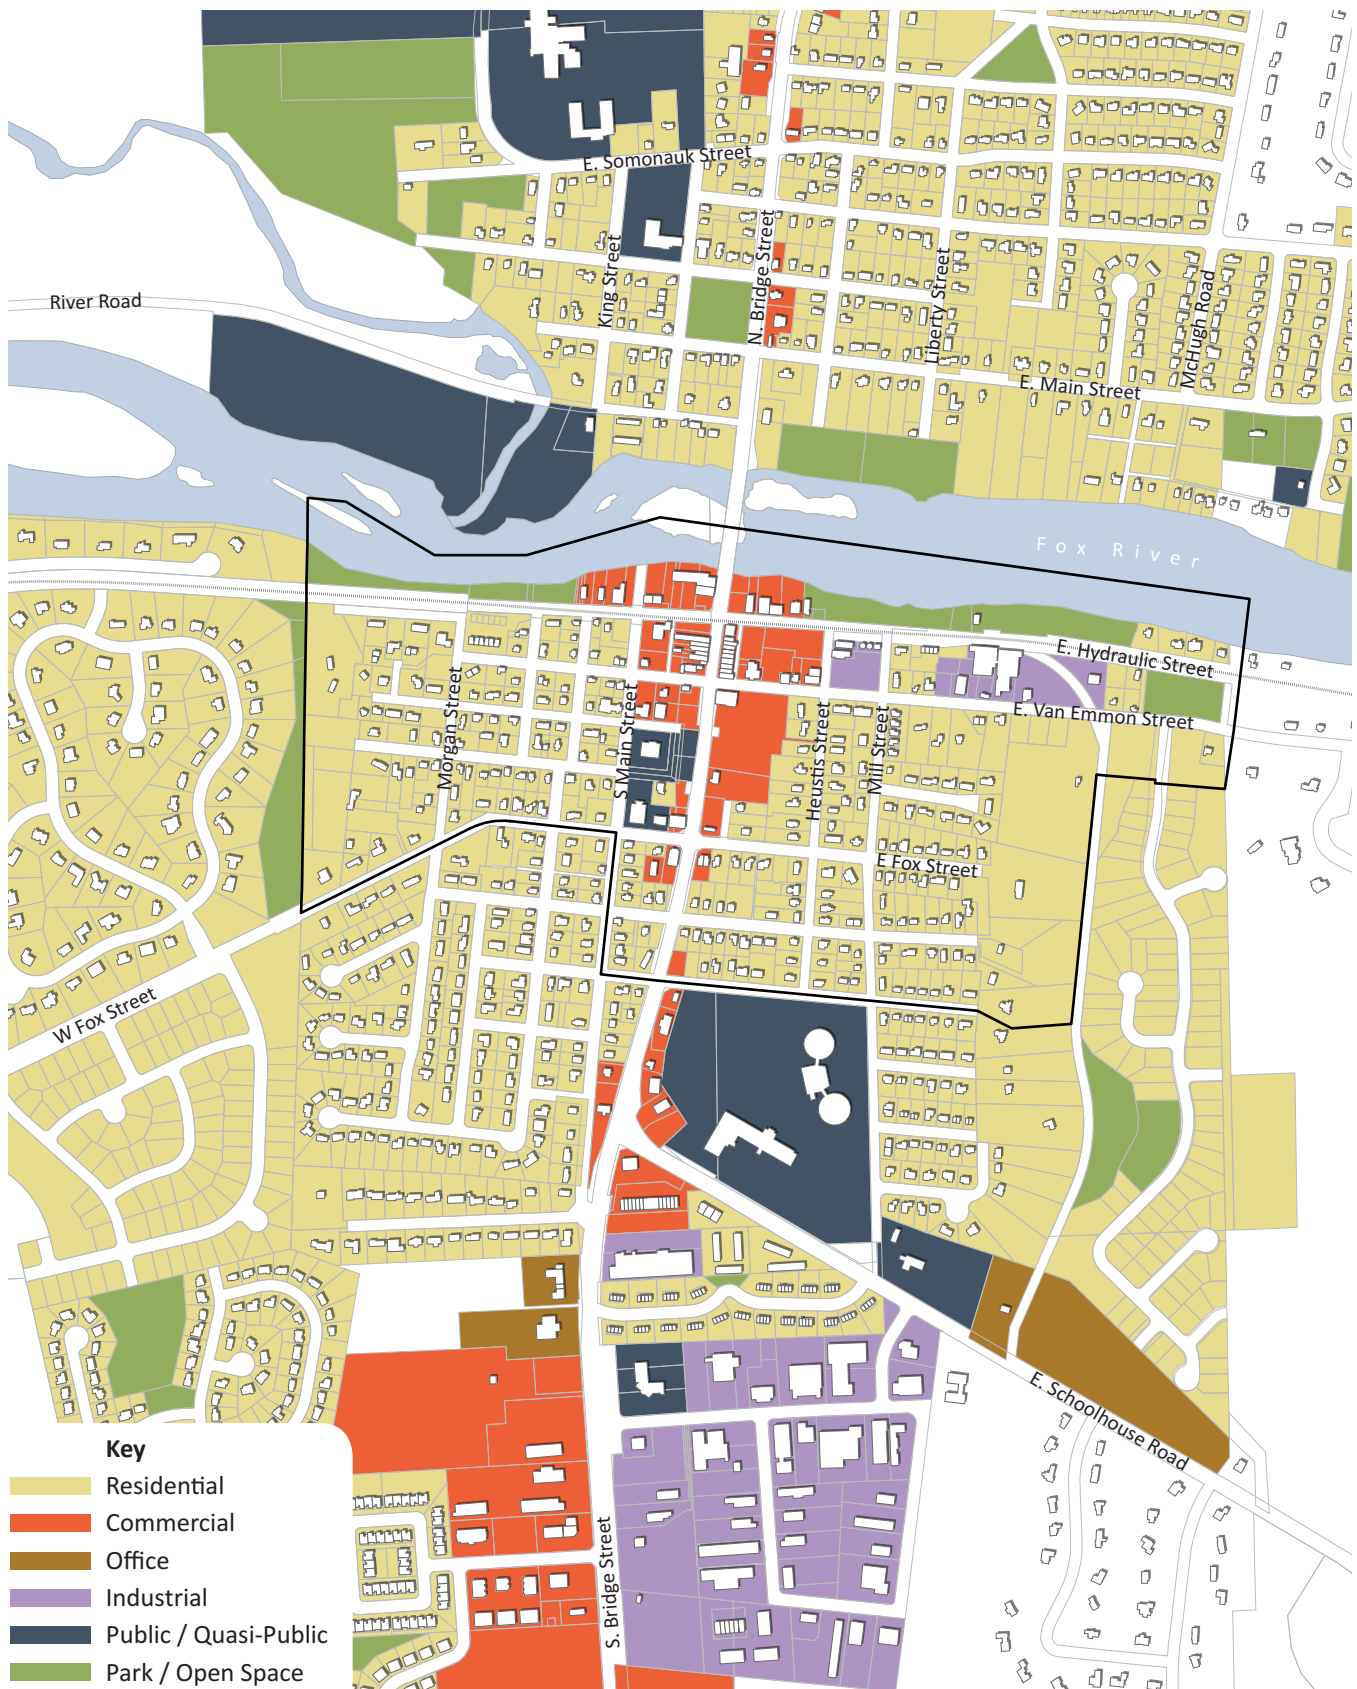 E. Somonauk Street
King Street
N. Bridge Street
Liberty Street
McHugh Road
River Road
E. Main Street
Fox River
E. Hydraulic Street
E. Van Emmon Street
Morgan Street
S. Main Street
Heustis Street
Mill Street
E Fox Street
W Fox Street
E. Schoolhouse Road
S. Bridge Street
Key
Residential
Commercial
Office
Industrial
Public / Quasi-Public
Park / Open Space